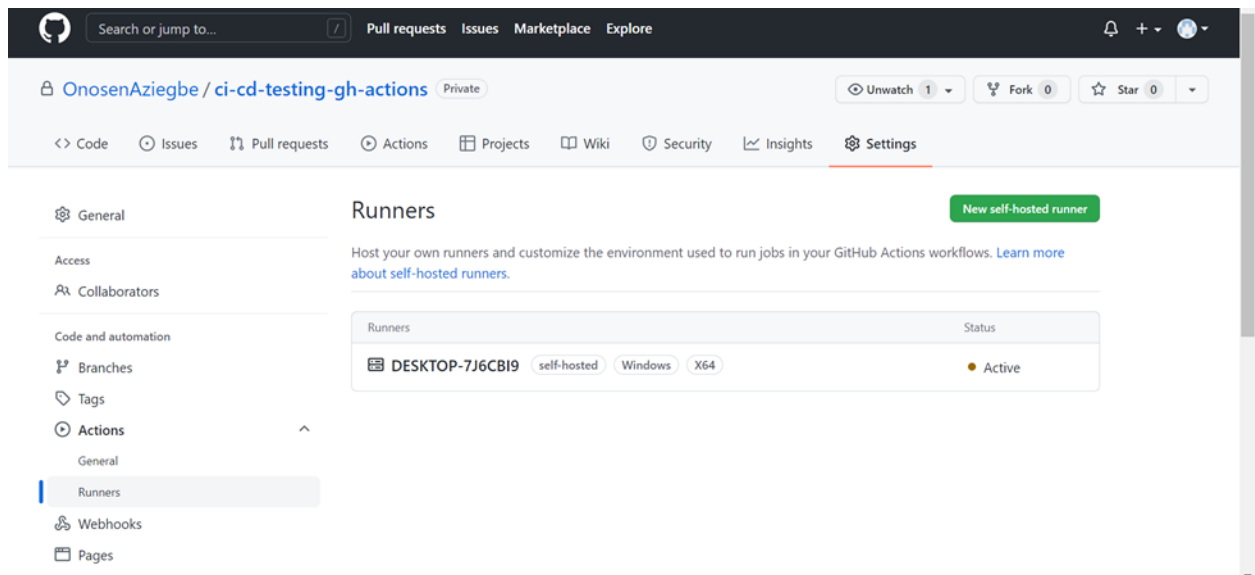 Search or jump to... / Pull requests Issues Marketplace Explore
OnosenAziegbe / ci-cd-testing-gh-actions Private Unwatch 1 Fork 0 Star 0
<> Code Issues Pull requests Actions Projects Wiki Security Insights Settings
General
Access
Collaborators
Code and automation
Branches
Tags
Actions
General
Runners
Webhooks
Pages
Runners New self-hosted runner
Host your own runners and customize the environment used to run jobs in your GitHub Actions workflows. Learn more
about self-hosted runners.
Runners Status
DESKTOP-7J6CBI9 self-hosted Windows X64 Active